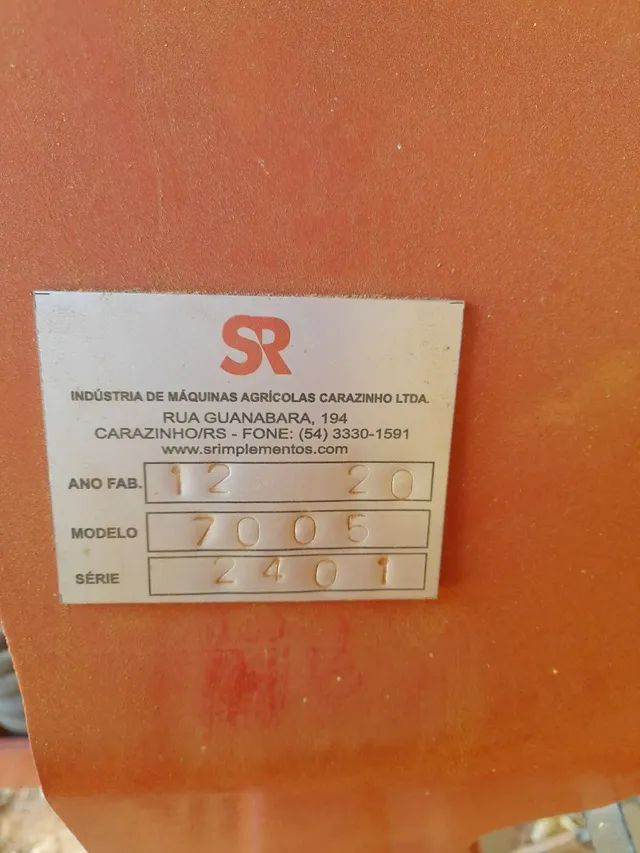 SR
INDÚSTRIA DE MÁQUINAS AGRÍCOLAS CARAZINHO LTDA.
RUA GUANABARA, 194
CARAZINHO/RS - FONE: (54) 3330-1591
www.srimplementos.com
ANO FAB. 12 20
MODELO 7005
SÉRIE 2401